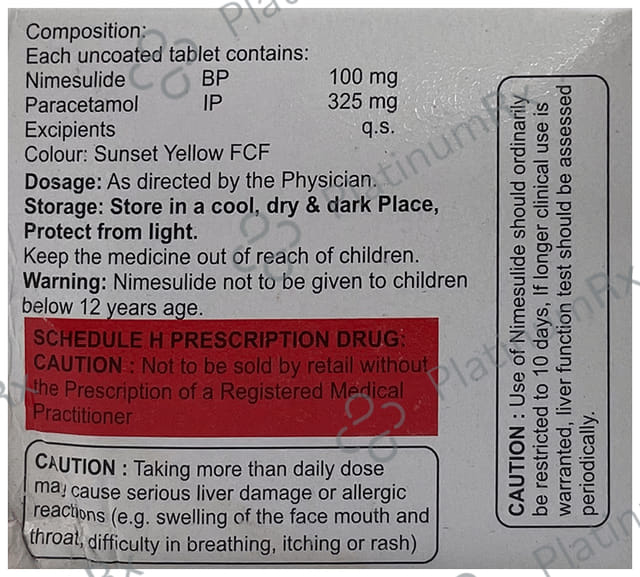 Composition:
Each uncoated tablet contains:
Nimesulide BP 100 mg
Paracetamol IP 325 mg
Excipients q.s.
Colour: Sunset Yellow FCF
Dosage: As directed by the Physician.
Storage: Store in a cool, dry & dark Place,
Protect from light.
Keep the medicine out of reach of children.
Warning: Nimesulide not to be given to children
below 12 years age.
SCHEDULE H PRESCRIPTION DRUG:
CAUTION : Not to be sold by retail without
the Prescription of a Registered Medical
Practitioner
CAUTION : Taking more than daily dose
may cause serious liver damage or allergic
reactions (e.g. swelling of the face mouth and
throat, difficulty in breathing, itching or rash)
CAUTION : Use of Nimesulide should ordinarily
be restricted to 10 days, If longer clinical use is
warranted, liver function test should be assessed
periodically.
PlatinumRx
PlatinumRx
PlatinumRx